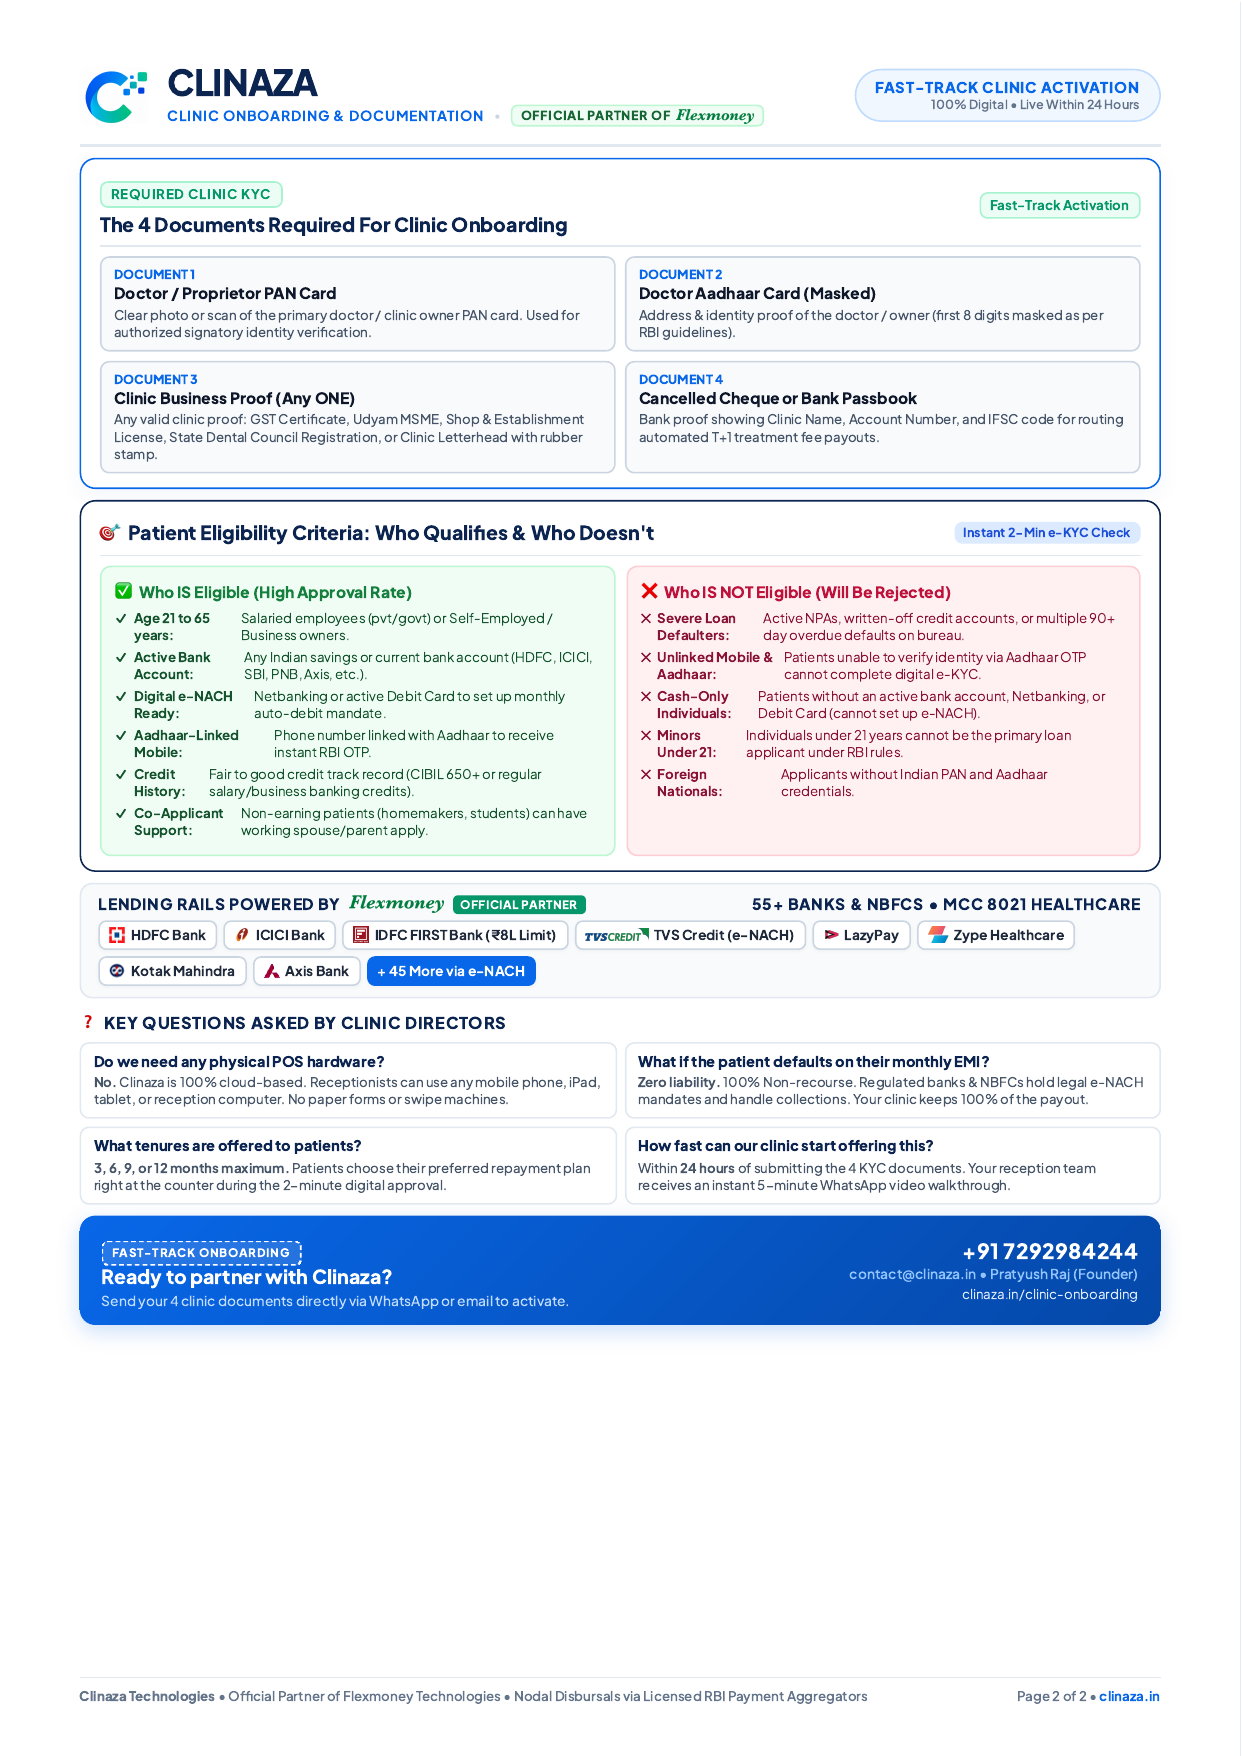 CLINAZA
CLINIC ONBOARDING & DOCUMENTATION • OFFICIAL PARTNER OF Flexmoney
FAST-TRACK CLINIC ACTIVATION
100% Digital • Live Within 24 Hours
REQUIRED CLINIC KYC
The 4 Documents Required For Clinic Onboarding
Fast-Track Activation
DOCUMENT 1
Doctor / Proprietor PAN Card
Clear photo or scan of the primary doctor / clinic owner PAN card. Used for
authorized signatory identity verification.
DOCUMENT 2
Doctor Aadhaar Card (Masked)
Address & identity proof of the doctor / owner (first 8 digits masked as per
RBI guidelines).
DOCUMENT 3
Clinic Business Proof (Any ONE)
Any valid clinic proof: GST Certificate, Udyam MSME, Shop & Establishment
License, State Dental Council Registration, or Clinic Letterhead with rubber
stamp.
DOCUMENT 4
Cancelled Cheque or Bank Passbook
Bank proof showing Clinic Name, Account Number, and IFSC code for routing
automated T+1 treatment fee payouts.
🎯 Patient Eligibility Criteria: Who Qualifies & Who Doesn't
Instant 2-Min e-KYC Check
✅ Who IS Eligible (High Approval Rate)
✓ Age 21 to 65 years: Salaried employees (pvt/govt) or Self-Employed /
Business owners.
✓ Active Bank Account: Any Indian savings or current bank account (HDFC, ICICI,
SBI, PNB, Axis, etc.).
✓ Digital e-NACH Ready: Netbanking or active Debit Card to set up monthly
auto-debit mandate.
✓ Aadhaar-Linked Mobile: Phone number linked with Aadhaar to receive
instant RBI OTP.
✓ Credit History: Fair to good credit track record (CIBIL 650+ or regular
salary/business banking credits).
✓ Co-Applicant Support: Non-earning patients (homemakers, students) can have
working spouse/parent apply.
❌ Who IS NOT Eligible (Will Be Rejected)
✕ Severe Loan Defaulters: Active NPAs, written-off credit accounts, or multiple 90+
day overdue defaults on bureau.
✕ Unlinked Mobile & Aadhaar: Patients unable to verify identity via Aadhaar OTP
cannot complete digital e-KYC.
✕ Cash-Only Individuals: Patients without an active bank account, Netbanking, or
Debit Card (cannot set up e-NACH).
✕ Minors Under 21: Individuals under 21 years cannot be the primary loan
applicant under RBI rules.
✕ Foreign Nationals: Applicants without Indian PAN and Aadhaar
credentials.
LENDING RAILS POWERED BY Flexmoney OFFICIAL PARTNER
55+ BANKS & NBFCS • MCC 8021 HEALTHCARE
HDFC Bank
ICICI Bank
IDFC FIRST Bank (₹8L Limit)
TVS CREDIT TVS Credit (e-NACH)
LazyPay
Zype Healthcare
Kotak Mahindra
Axis Bank
+ 45 More via e-NACH
? KEY QUESTIONS ASKED BY CLINIC DIRECTORS
Do we need any physical POS hardware?
No. Clinaza is 100% cloud-based. Receptionists can use any mobile phone, iPad,
tablet, or reception computer. No paper forms or swipe machines.
What if the patient defaults on their monthly EMI?
Zero liability. 100% Non-recourse. Regulated banks & NBFCs hold legal e-NACH
mandates and handle collections. Your clinic keeps 100% of the payout.
What tenures are offered to patients?
3, 6, 9, or 12 months maximum. Patients choose their preferred repayment plan
right at the counter during the 2-minute digital approval.
How fast can our clinic start offering this?
Within 24 hours of submitting the 4 KYC documents. Your reception team
receives an instant 5-minute WhatsApp video walkthrough.
FAST-TRACK ONBOARDING
Ready to partner with Clinaza?
Send your 4 clinic documents directly via WhatsApp or email to activate.
+91 7292984244
contact@clinaza.in • Pratyush Raj (Founder)
clinaza.in/clinic-onboarding
Clinaza Technologies • Official Partner of Flexmoney Technologies • Nodal Disbursals via Licensed RBI Payment Aggregators
Page 2 of 2 • clinaza.in